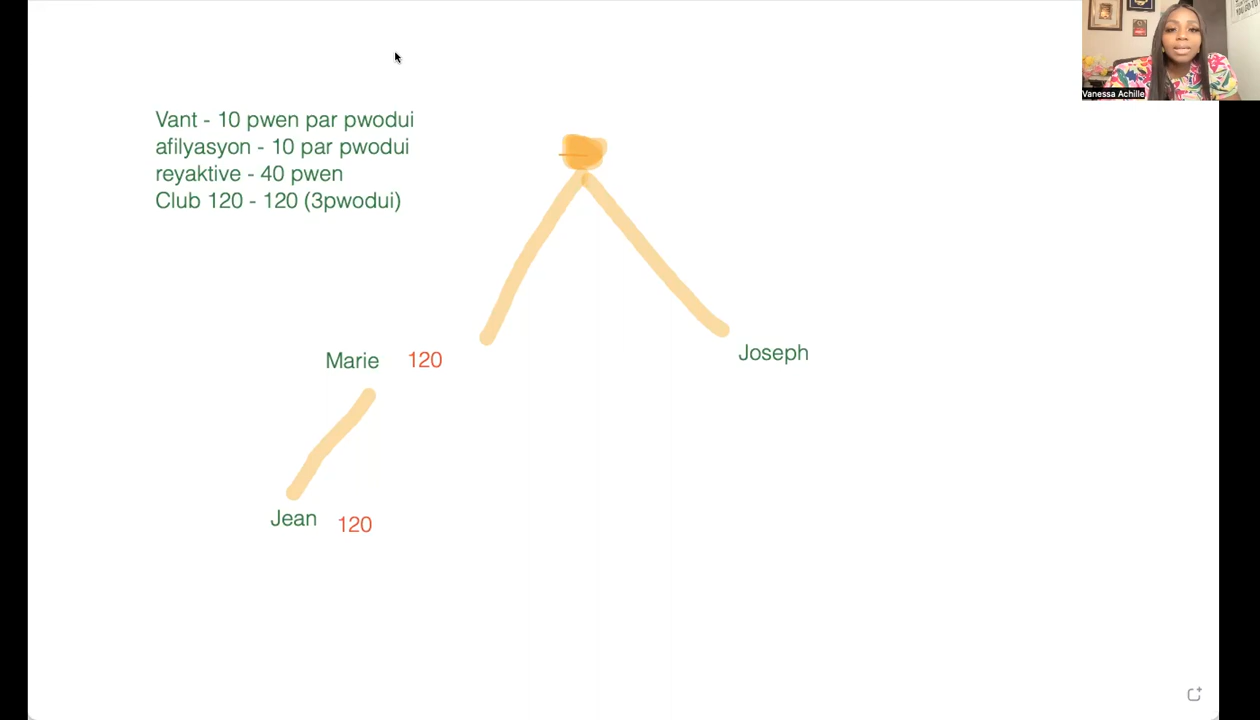 Vanessa Achille
Vant - 10 pwen par pwodui
afilyasyon - 10 par pwodui
reyaktive - 40 pwen
Club 120 - 120 (3pwodui)
Marie 120
Joseph
Jean 120